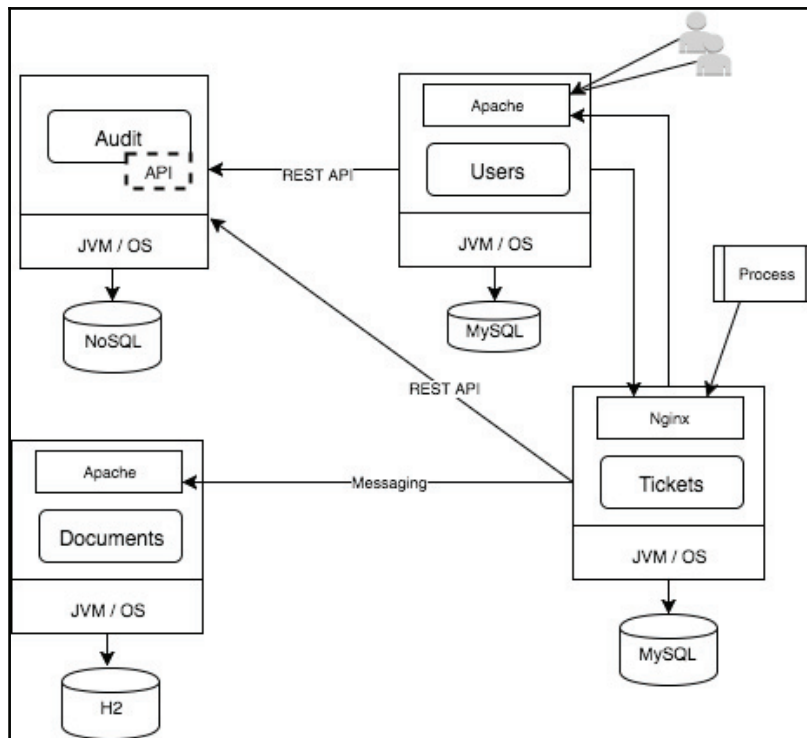 Apache
Audit
API
REST API
Users
JVM / OS
JVM / OS
Process
NoSQL
MySQL
REST API
Nginx
Apache
Messaging
Tickets
Documents
JVM / OS
JVM / OS
MySQL
H2